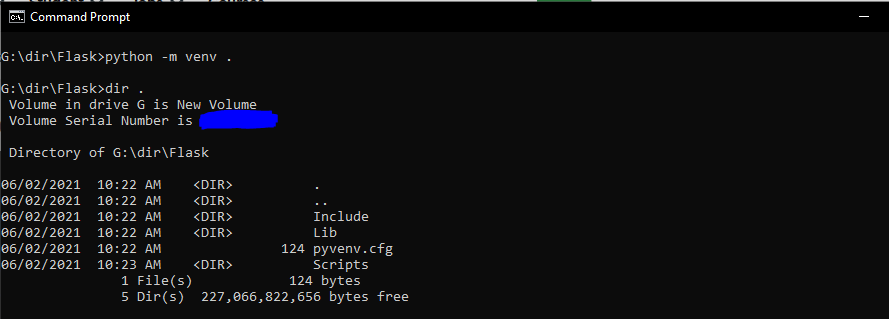 Command Prompt
G:\dir\Flask>python -m venv .
G:\dir\Flask>dir .
 Volume in drive G is New Volume
 Volume Serial Number is
 Directory of G:\dir\Flask
06/02/2021  10:22 AM    <DIR>          .
06/02/2021  10:22 AM    <DIR>          ..
06/02/2021  10:22 AM    <DIR>          Include
06/02/2021  10:22 AM    <DIR>          Lib
06/02/2021  10:22 AM               124 pyvenv.cfg
06/02/2021  10:23 AM    <DIR>          Scripts
               1 File(s)            124 bytes
               5 Dir(s)  227,066,822,656 bytes free